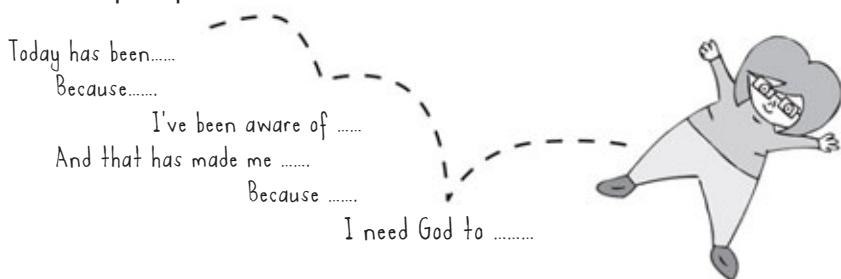 Today has been......
Because.......
I've been aware of ......
And that has made me .......
Because .......
I need God to .........